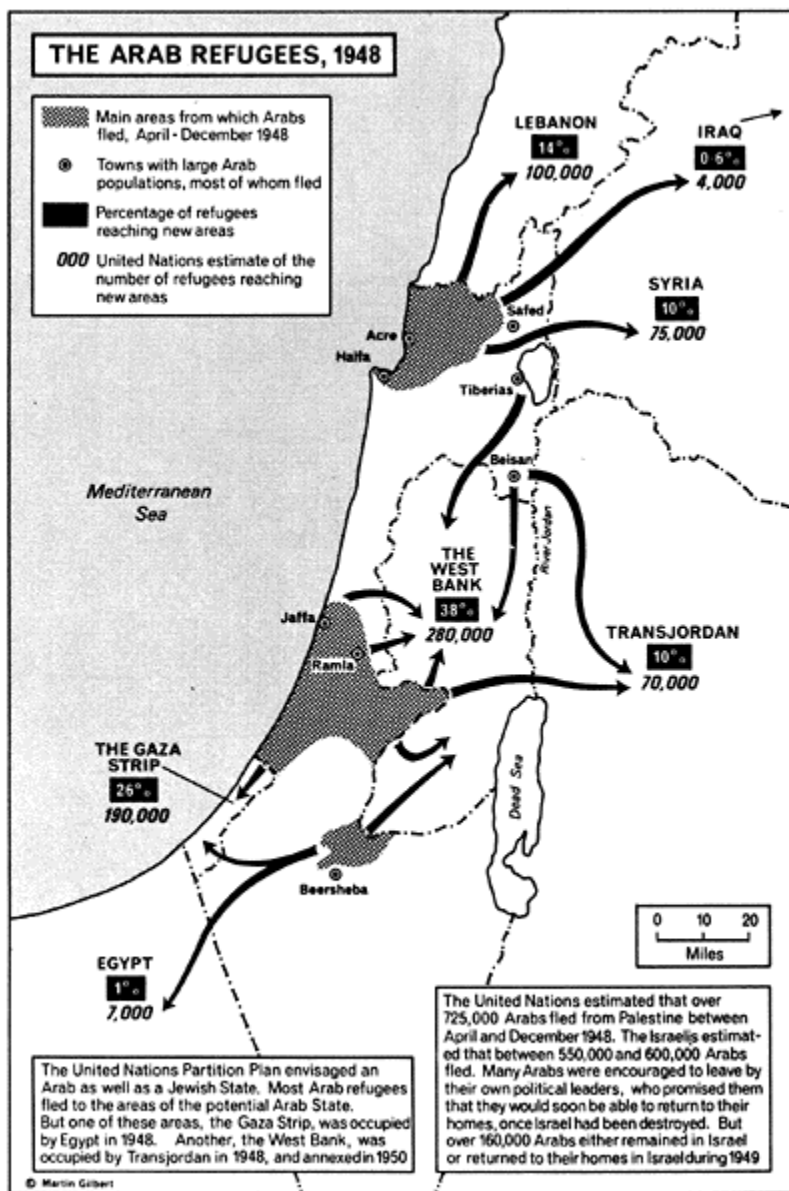 THE ARAB REFUGEES, 1948
Main areas from which Arabs
fled, April - December 1948
Towns with large Arab
populations, most of whom fled
Percentage of refugees
reaching new areas
000 United Nations estimate of the
number of refugees reaching
new areas
LEBANON
14%
100,000
IRAQ
0·6%
4,000
SYRIA
10%
75,000
Safed
Acre
Haifa
Tiberias
Beisan
Mediterranean
Sea
River Jordan
THE
WEST
BANK
38%
280,000
Jaffa
Ramla
TRANSJORDAN
10%
70,000
THE GAZA
STRIP
26%
190,000
Dead Sea
Beersheba
0 10 20
Miles
EGYPT
1%
7,000
The United Nations Partition Plan envisaged an
Arab as well as a Jewish State. Most Arab refugees
fled to the areas of the potential Arab State.
But one of these areas, the Gaza Strip, was occupied
by Egypt in 1948. Another, the West Bank, was
occupied by Transjordan in 1948, and annexed in 1950
The United Nations estimated that over
725,000 Arabs fled from Palestine between
April and December 1948. The Israelis estimat-
ed that between 550,000 and 600,000 Arabs
fled. Many Arabs were encouraged to leave by
their own political leaders, who promised them
that they would soon be able to return to their
homes, once Israel had been destroyed. But
over 160,000 Arabs either remained in Israel
or returned to their homes in Israel during 1949
© Martin Gilbert